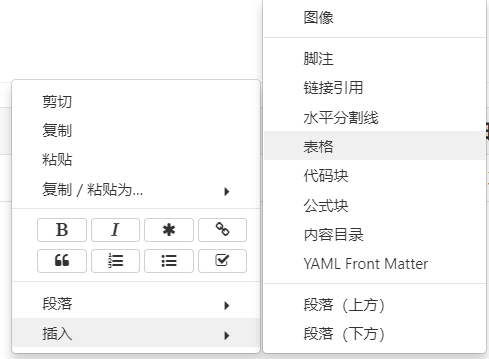 剪切
复制
粘贴
复制 / 粘贴为...
B I
段落
插入
图像
脚注
链接引用
水平分割线
表格
代码块
公式块
内容目录
YAML Front Matter
段落（上方）
段落（下方）